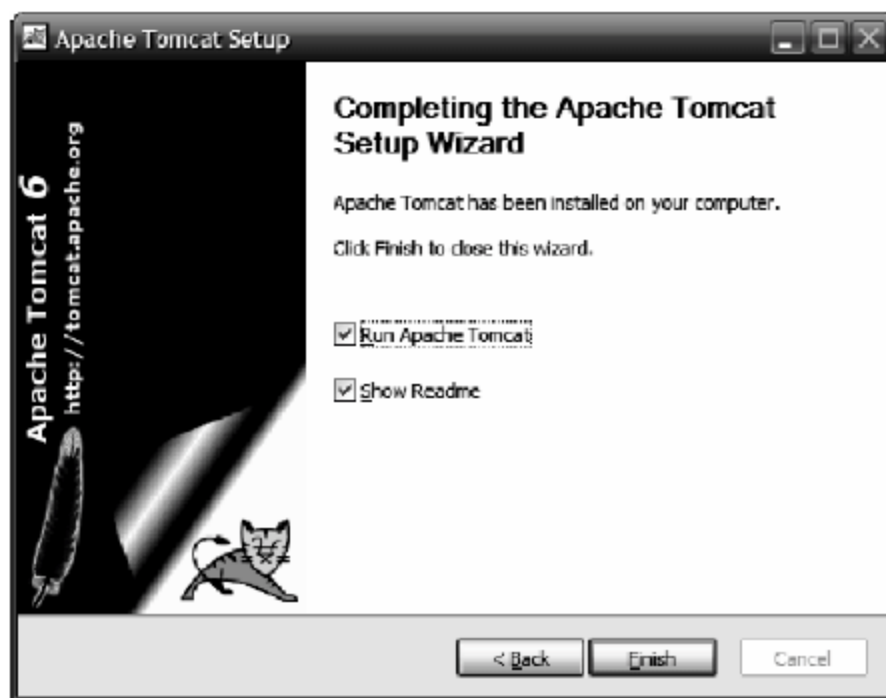 Apache Tomcat Setup
Apache Tomcat 6
http://tomcat.apache.org
Completing the Apache Tomcat
Setup Wizard
Apache Tomcat has been installed on your computer.
Click Finish to close this wizard.
Run Apache Tomcat
Show Readme
< Back
Finish
Cancel